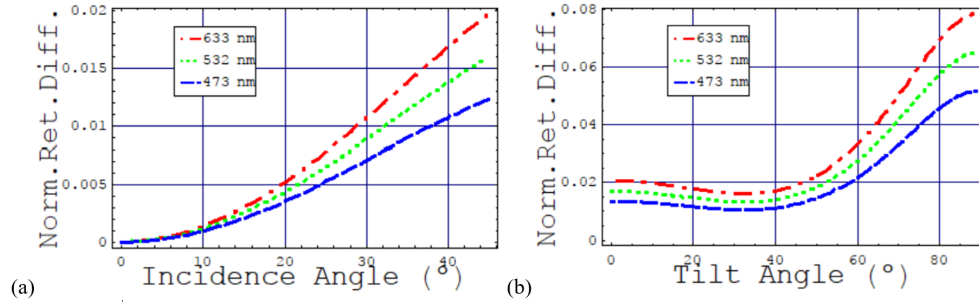 Norm.Ret.Diff.
0.02
0.015
0.01
0.005
0
633 nm
532 nm
473 nm
0 10 20 30 40
Incidence Angle (°)
(a)
Norm.Ret.Diff.
0.08
0.06
0.04
0.02
0
633 nm
532 nm
473 nm
0 20 40 60 80
Tilt Angle (°)
(b)